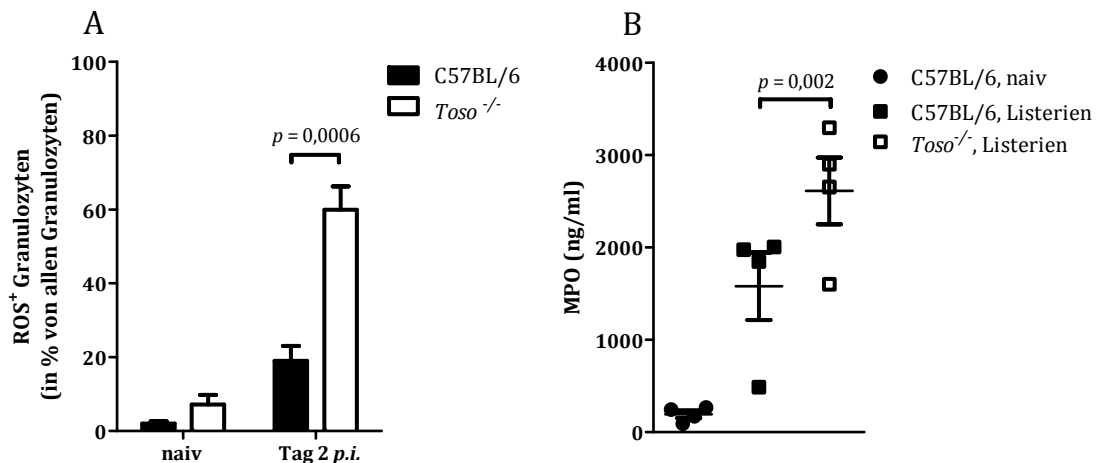 A
ROS⁺ Granulozyten
(in % von allen Granulozyten)
100
80
60
40
20
0
p = 0,0006
naiv
Tag 2 p.i.
C57BL/6
Toso -/-
B
MPO (ng/ml)
4000
3000
2000
1000
0
p = 0,002
C57BL/6, naiv
C57BL/6, Listerien
Toso-/-, Listerien